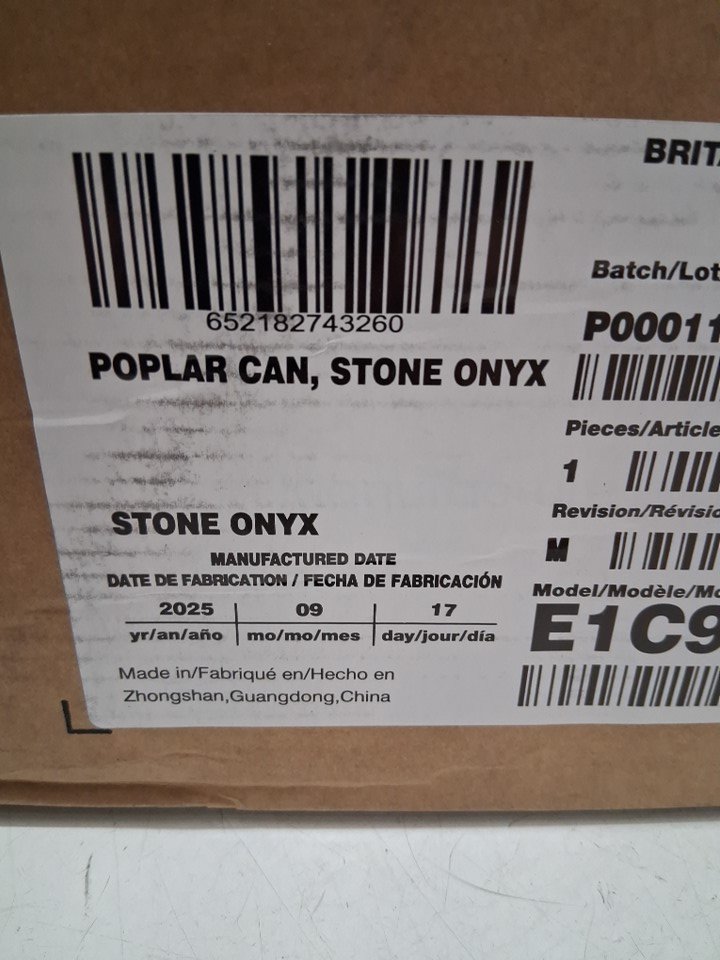 652182743260
POPLAR CAN, STONE ONYX
STONE ONYX
MANUFACTURED DATE
DATE DE FABRICATION / FECHA DE FABRICACIÓN
2025 09 17
yr/an/año mo/mo/mes day/jour/día
Made in/Fabriqué en/Hecho en
Zhongshan,Guangdong,China
BRIT
Batch/Lot
P00011
Pieces/Article
1
Revision/Révisio
M
Model/Modèle/Mo
E1C9